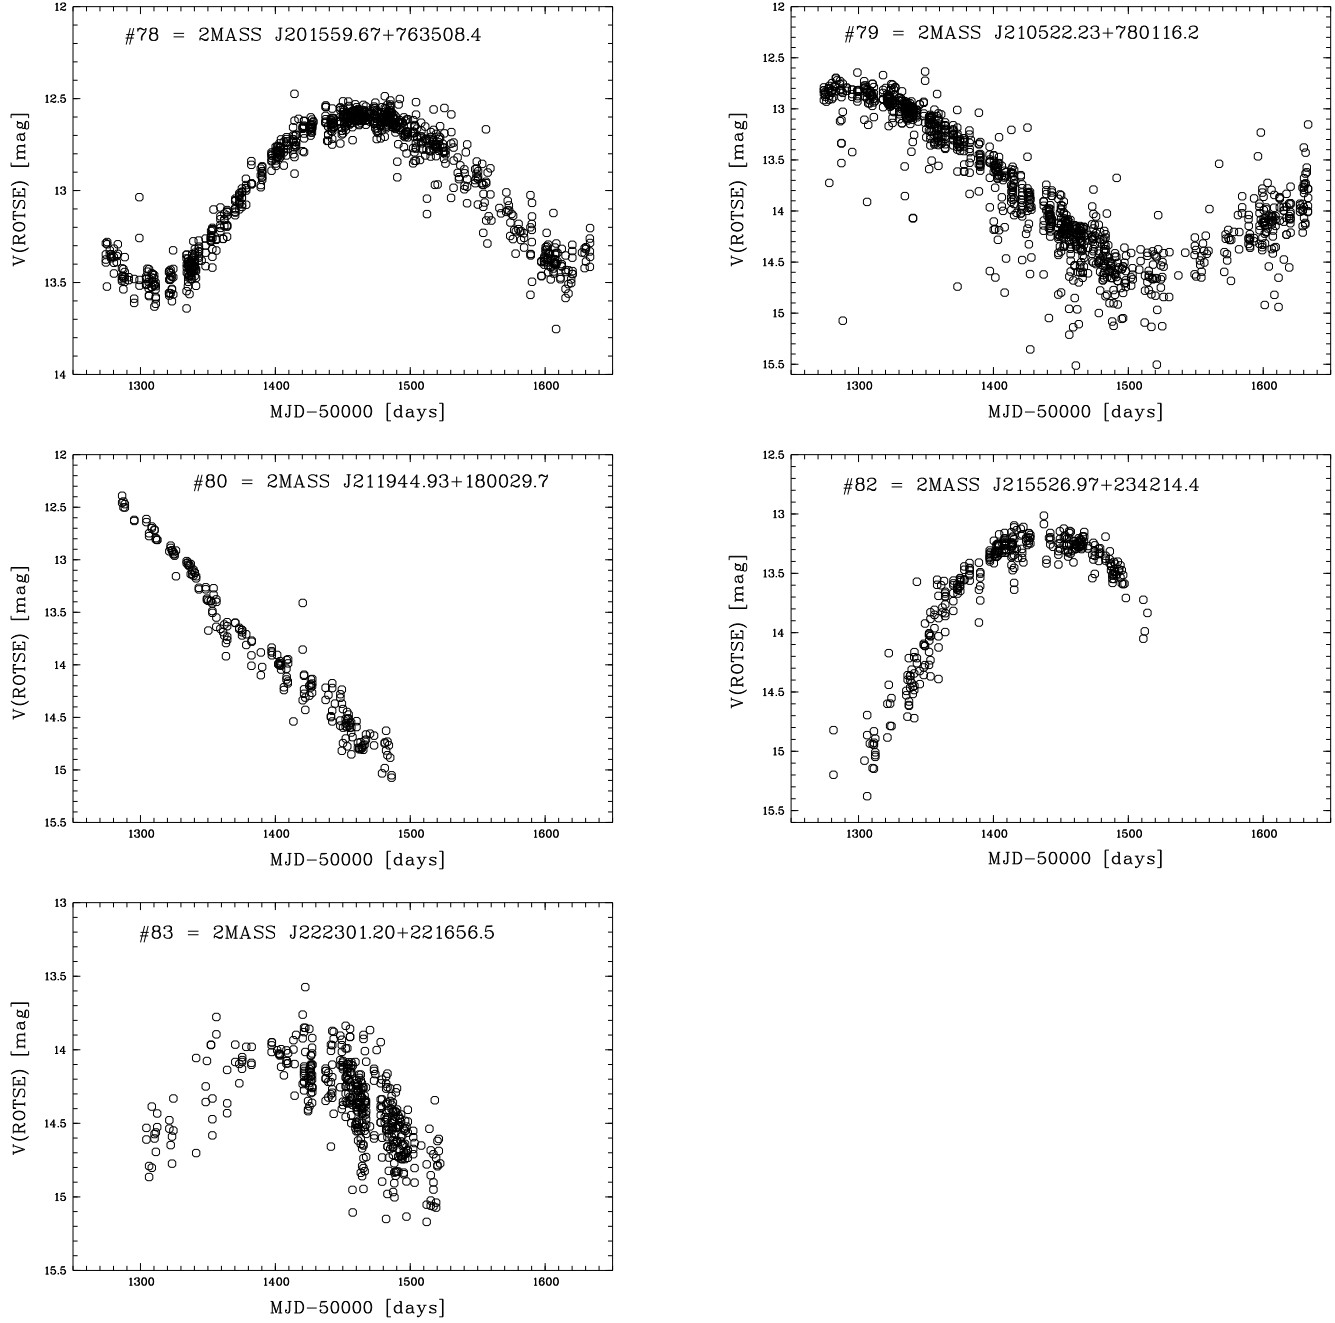 #78 = 2MASS J201559.67+763508.4
12
12.5
13
13.5
14
V(ROTSE) [mag]
1300 1400 1500 1600
MJD-50000 [days]
#79 = 2MASS J210522.23+780116.2
12
12.5
13
13.5
14
14.5
15
15.5
V(ROTSE) [mag]
1300 1400 1500 1600
MJD-50000 [days]
#80 = 2MASS J211944.93+180029.7
12
12.5
13
13.5
14
14.5
15
15.5
V(ROTSE) [mag]
1300 1400 1500 1600
MJD-50000 [days]
#82 = 2MASS J215526.97+234214.4
12.5
13
13.5
14
14.5
15
15.5
V(ROTSE) [mag]
1300 1400 1500 1600
MJD-50000 [days]
#83 = 2MASS J222301.20+221656.5
13
13.5
14
14.5
15
15.5
V(ROTSE) [mag]
1300 1400 1500 1600
MJD-50000 [days]